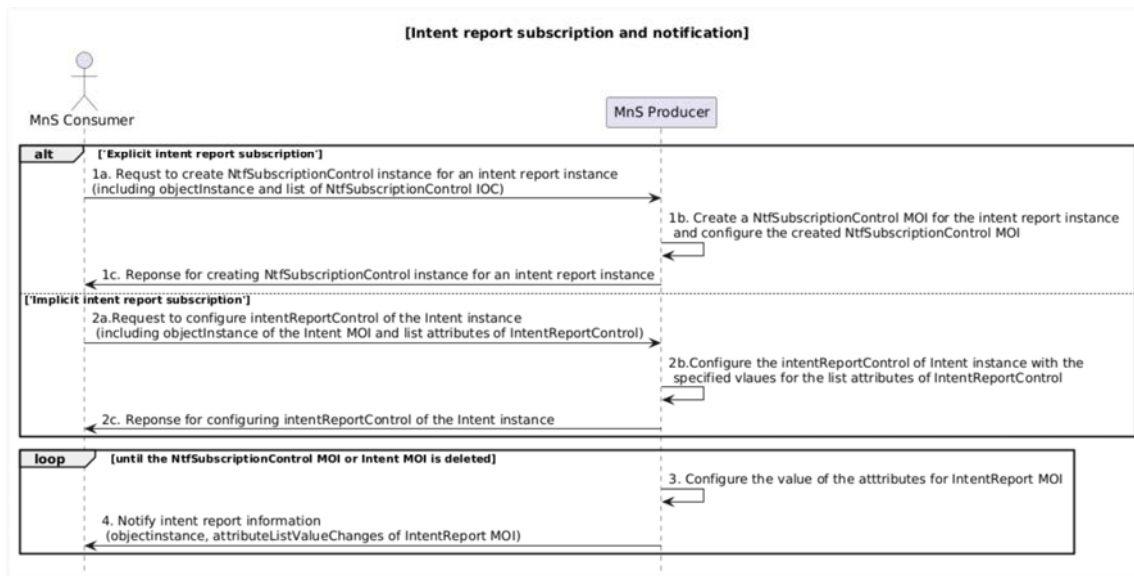 [Intent report subscription and notification]
MnS Consumer
MnS Producer
alt
['Explicit intent report subscription']
1a. Requst to create NtfSubscriptionControl instance for an intent report instance
(including objectInstance and list of NtfSubscriptionControl IOC)
1b. Create a NtfSubscriptionControl MOI for the intent report instance
and configure the created NtfSubscriptionControl MOI
1c. Reponse for creating NtfSubscriptionControl instance for an intent report instance
['Implicit intent report subscription']
2a.Request to configure intentReportControl of the Intent instance
(including objectInstance of the Intent MOI and list attributes of IntentReportControl)
2b.Configure the intentReportControl of Intent instance with the
specified vlaues for the list attributes of IntentReportControl
2c. Reponse for configuring intentReportControl of the Intent instance
loop
[until the NtfSubscriptionControl MOI or Intent MOI is deleted]
3. Configure the value of the atttributes for IntentReport MOI
4. Notify intent report information
(objectinstance, attributeListValueChanges of IntentReport MOI)